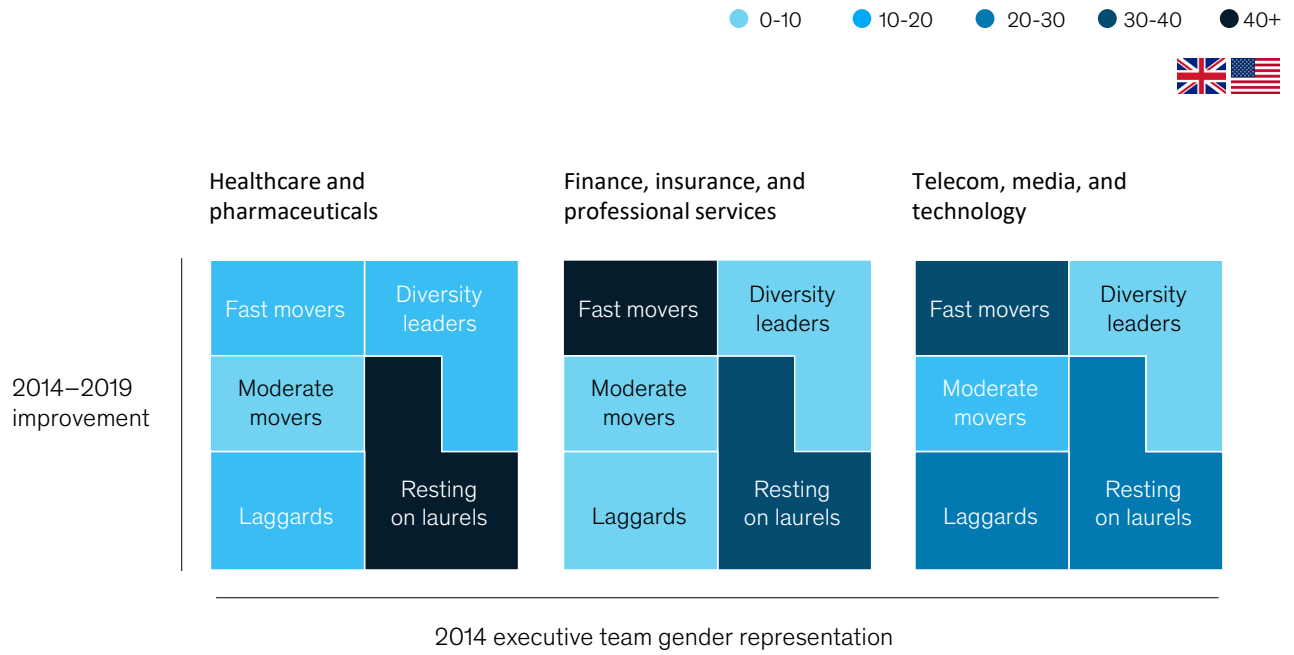 0-10
10-20
20-30
30-40
40+
Healthcare and
pharmaceuticals
Finance, insurance, and
professional services
Telecom, media, and
technology
2014–2019
improvement
Fast movers
Diversity
leaders
Moderate
movers
Laggards
Resting
on laurels
Fast movers
Diversity
leaders
Moderate
movers
Laggards
Resting
on laurels
Fast movers
Diversity
leaders
Moderate
movers
Laggards
Resting
on laurels
2014 executive team gender representation